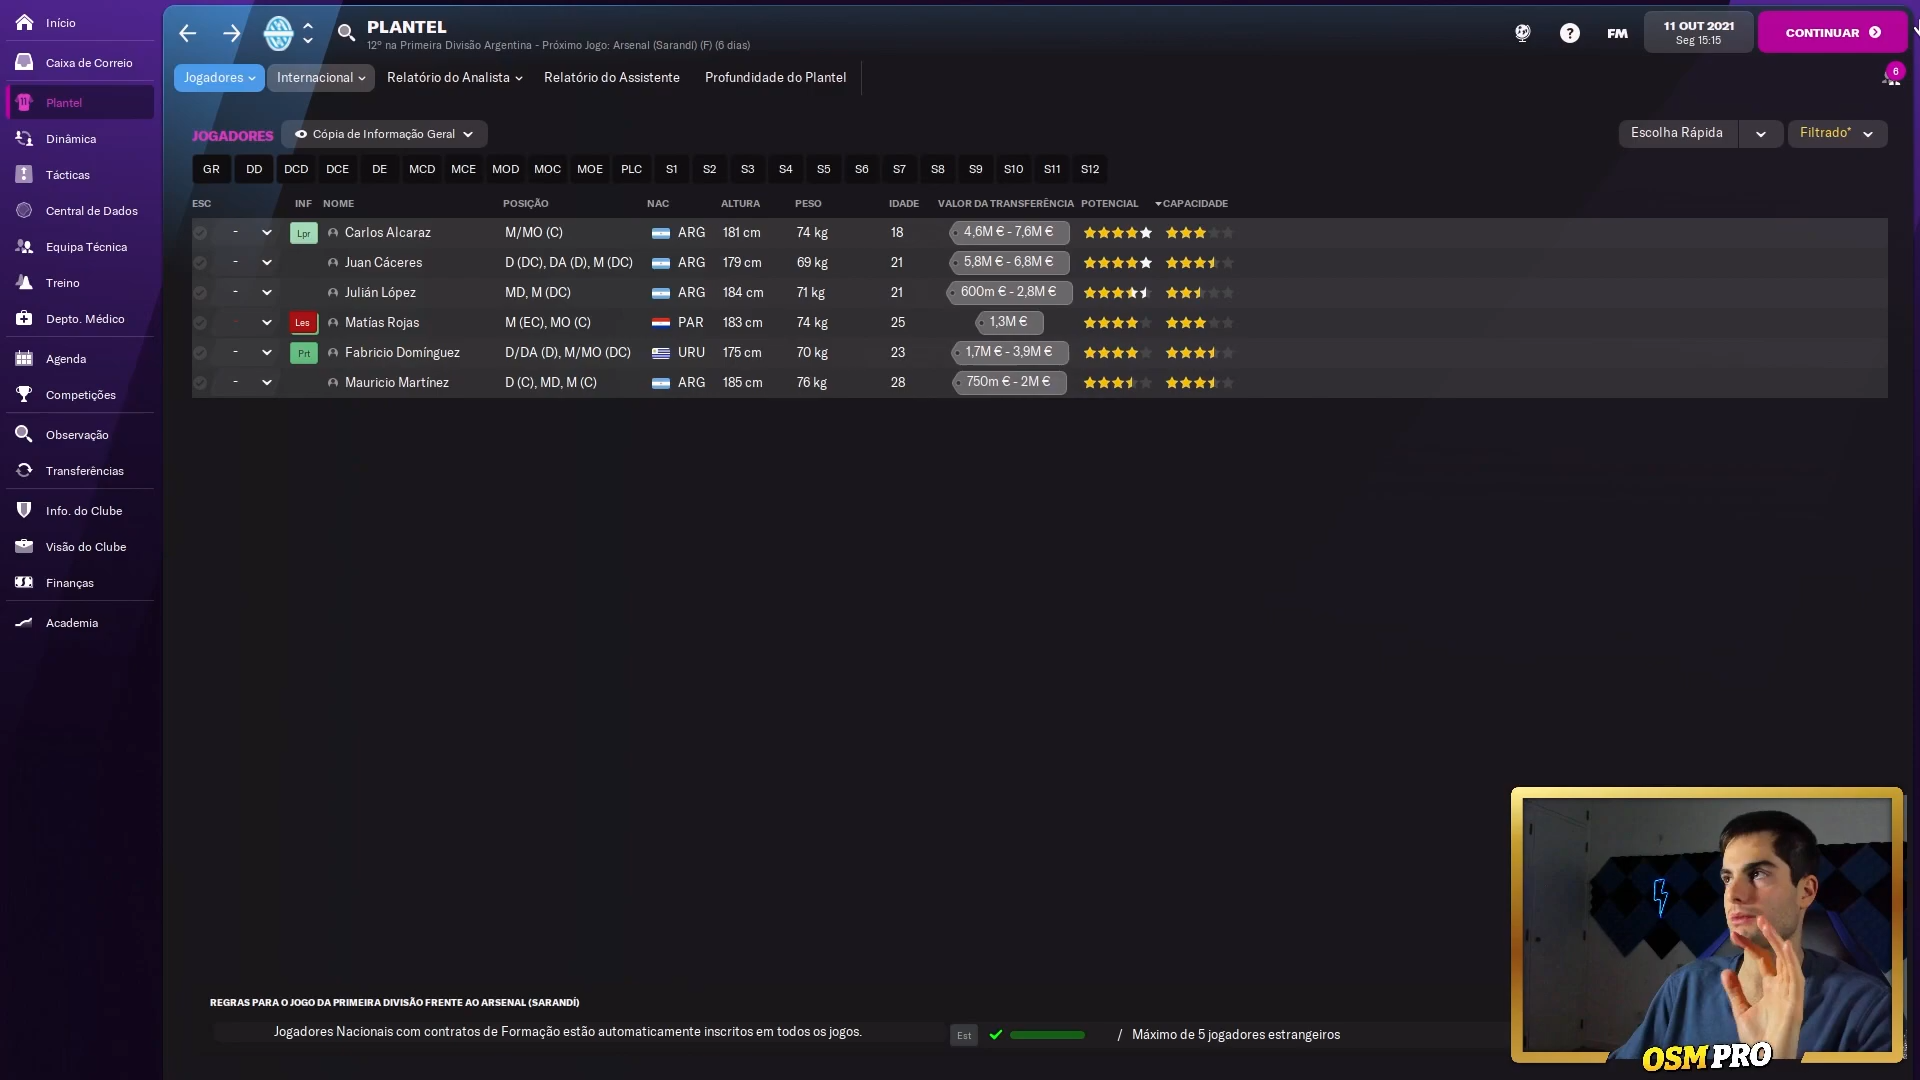 Início
Caixa de Correio
Plantel
Dinâmica
Tácticas
Central de Dados
Equipa Técnica
Treino
Depto. Médico
Agenda
Competições
Observação
Transferências
Info. do Clube
Visão do Clube
Finanças
Academia
PLANTEL
12º na Primeira Divisão Argentina - Próximo Jogo: Arsenal (Sarandí) (F) (6 dias)
FM
11 OUT 2021
Seg 15:15
CONTINUAR
Jogadores Internacional Relatório do Analista Relatório do Assistente Profundidade do Plantel
6
JOGADORES Cópia de Informação Geral Escolha Rápida Filtrado*
GR DD DCD DCE DE MCD MCE MOD MOC MOE PLC S1 S2 S3 S4 S5 S6 S7 S8 S9 S10 S11 S12
ESC INF NOME POSIÇÃO NAC ALTURA PESO IDADE VALOR DA TRANSFERÊNCIA POTENCIAL CAPACIDADE
- Lpr Carlos Alcaraz M/MO (C) ARG 181 cm 74 kg 18 4,6M € - 7,6M €
- Juan Cáceres D (DC), DA (D), M (DC) ARG 179 cm 69 kg 21 5,8M € - 6,8M €
- Julián López MD, M (DC) ARG 184 cm 71 kg 21 600m € - 2,8M €
- Les Matías Rojas M (EC), MO (C) PAR 183 cm 74 kg 25 1,3M €
- Prt Fabricio Domínguez D/DA (D), M/MO (DC) URU 175 cm 70 kg 23 1,7M € - 3,9M €
- Mauricio Martínez D (C), MD, M (C) ARG 185 cm 76 kg 28 750m € - 2M €
REGRAS PARA O JOGO DA PRIMEIRA DIVISÃO FRENTE AO ARSENAL (SARANDÍ)
Jogadores Nacionais com contratos de Formação estão automaticamente inscritos em todos os jogos.
Est / Máximo de 5 jogadores estrangeiros
OSM PRO